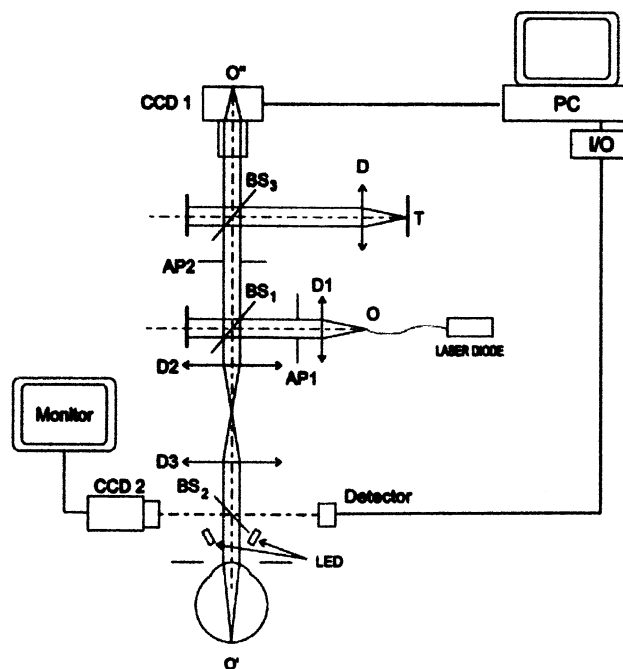 O"
CCD 1
PC
I/O
BS3
D
T
AP2
BS1
D1
O
LASER DIODE
D2
AP1
Monitor
D3
CCD 2
BS2
Detector
LED
O'